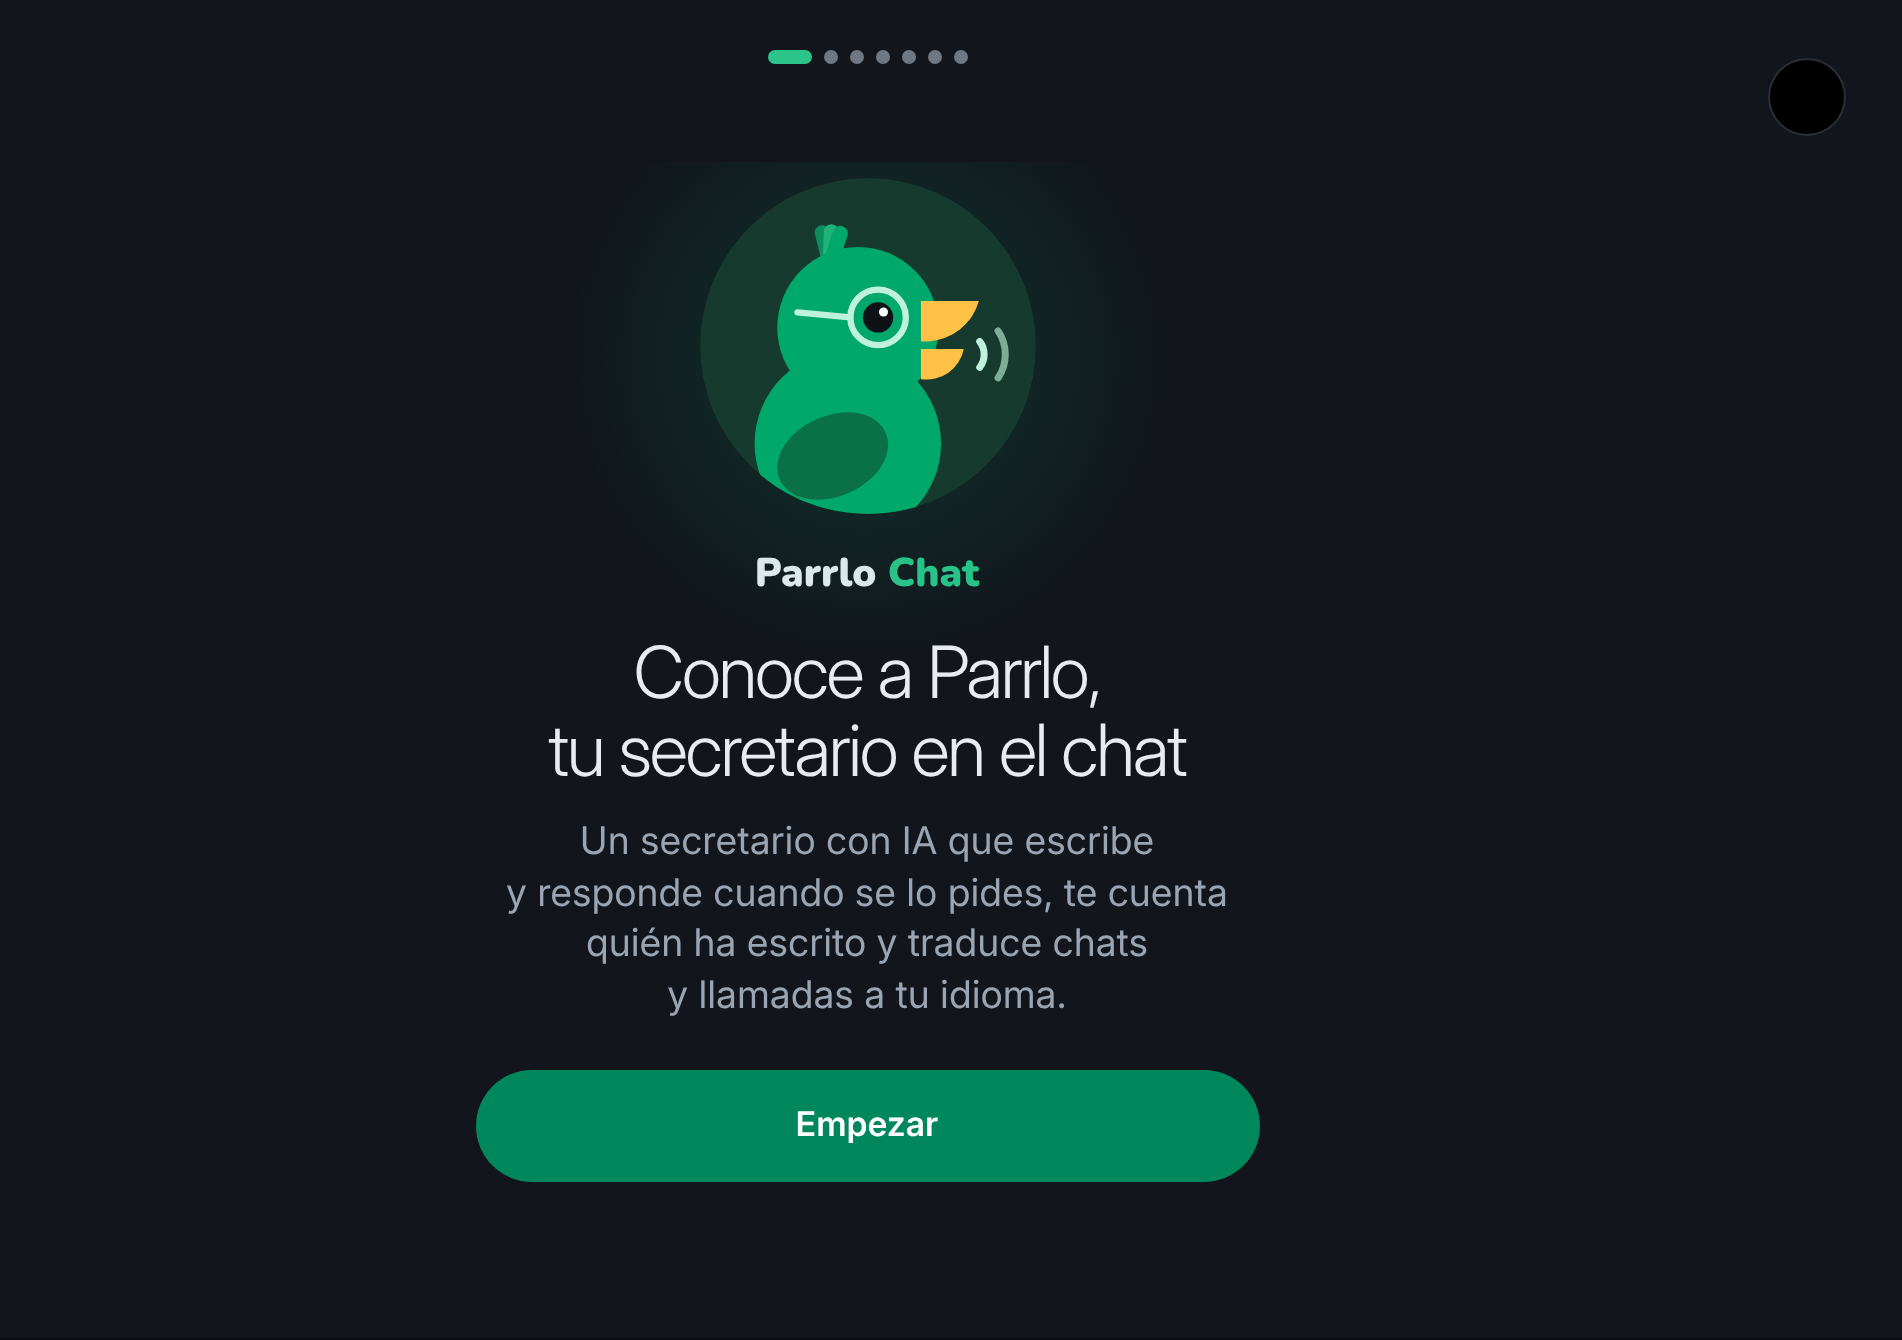 Parrlo Chat
Conoce a Parrlo,
tu secretario en el chat
Un secretario con IA que escribe
y responde cuando se lo pides, te cuenta
quién ha escrito y traduce chats
y llamadas a tu idioma.
Empezar